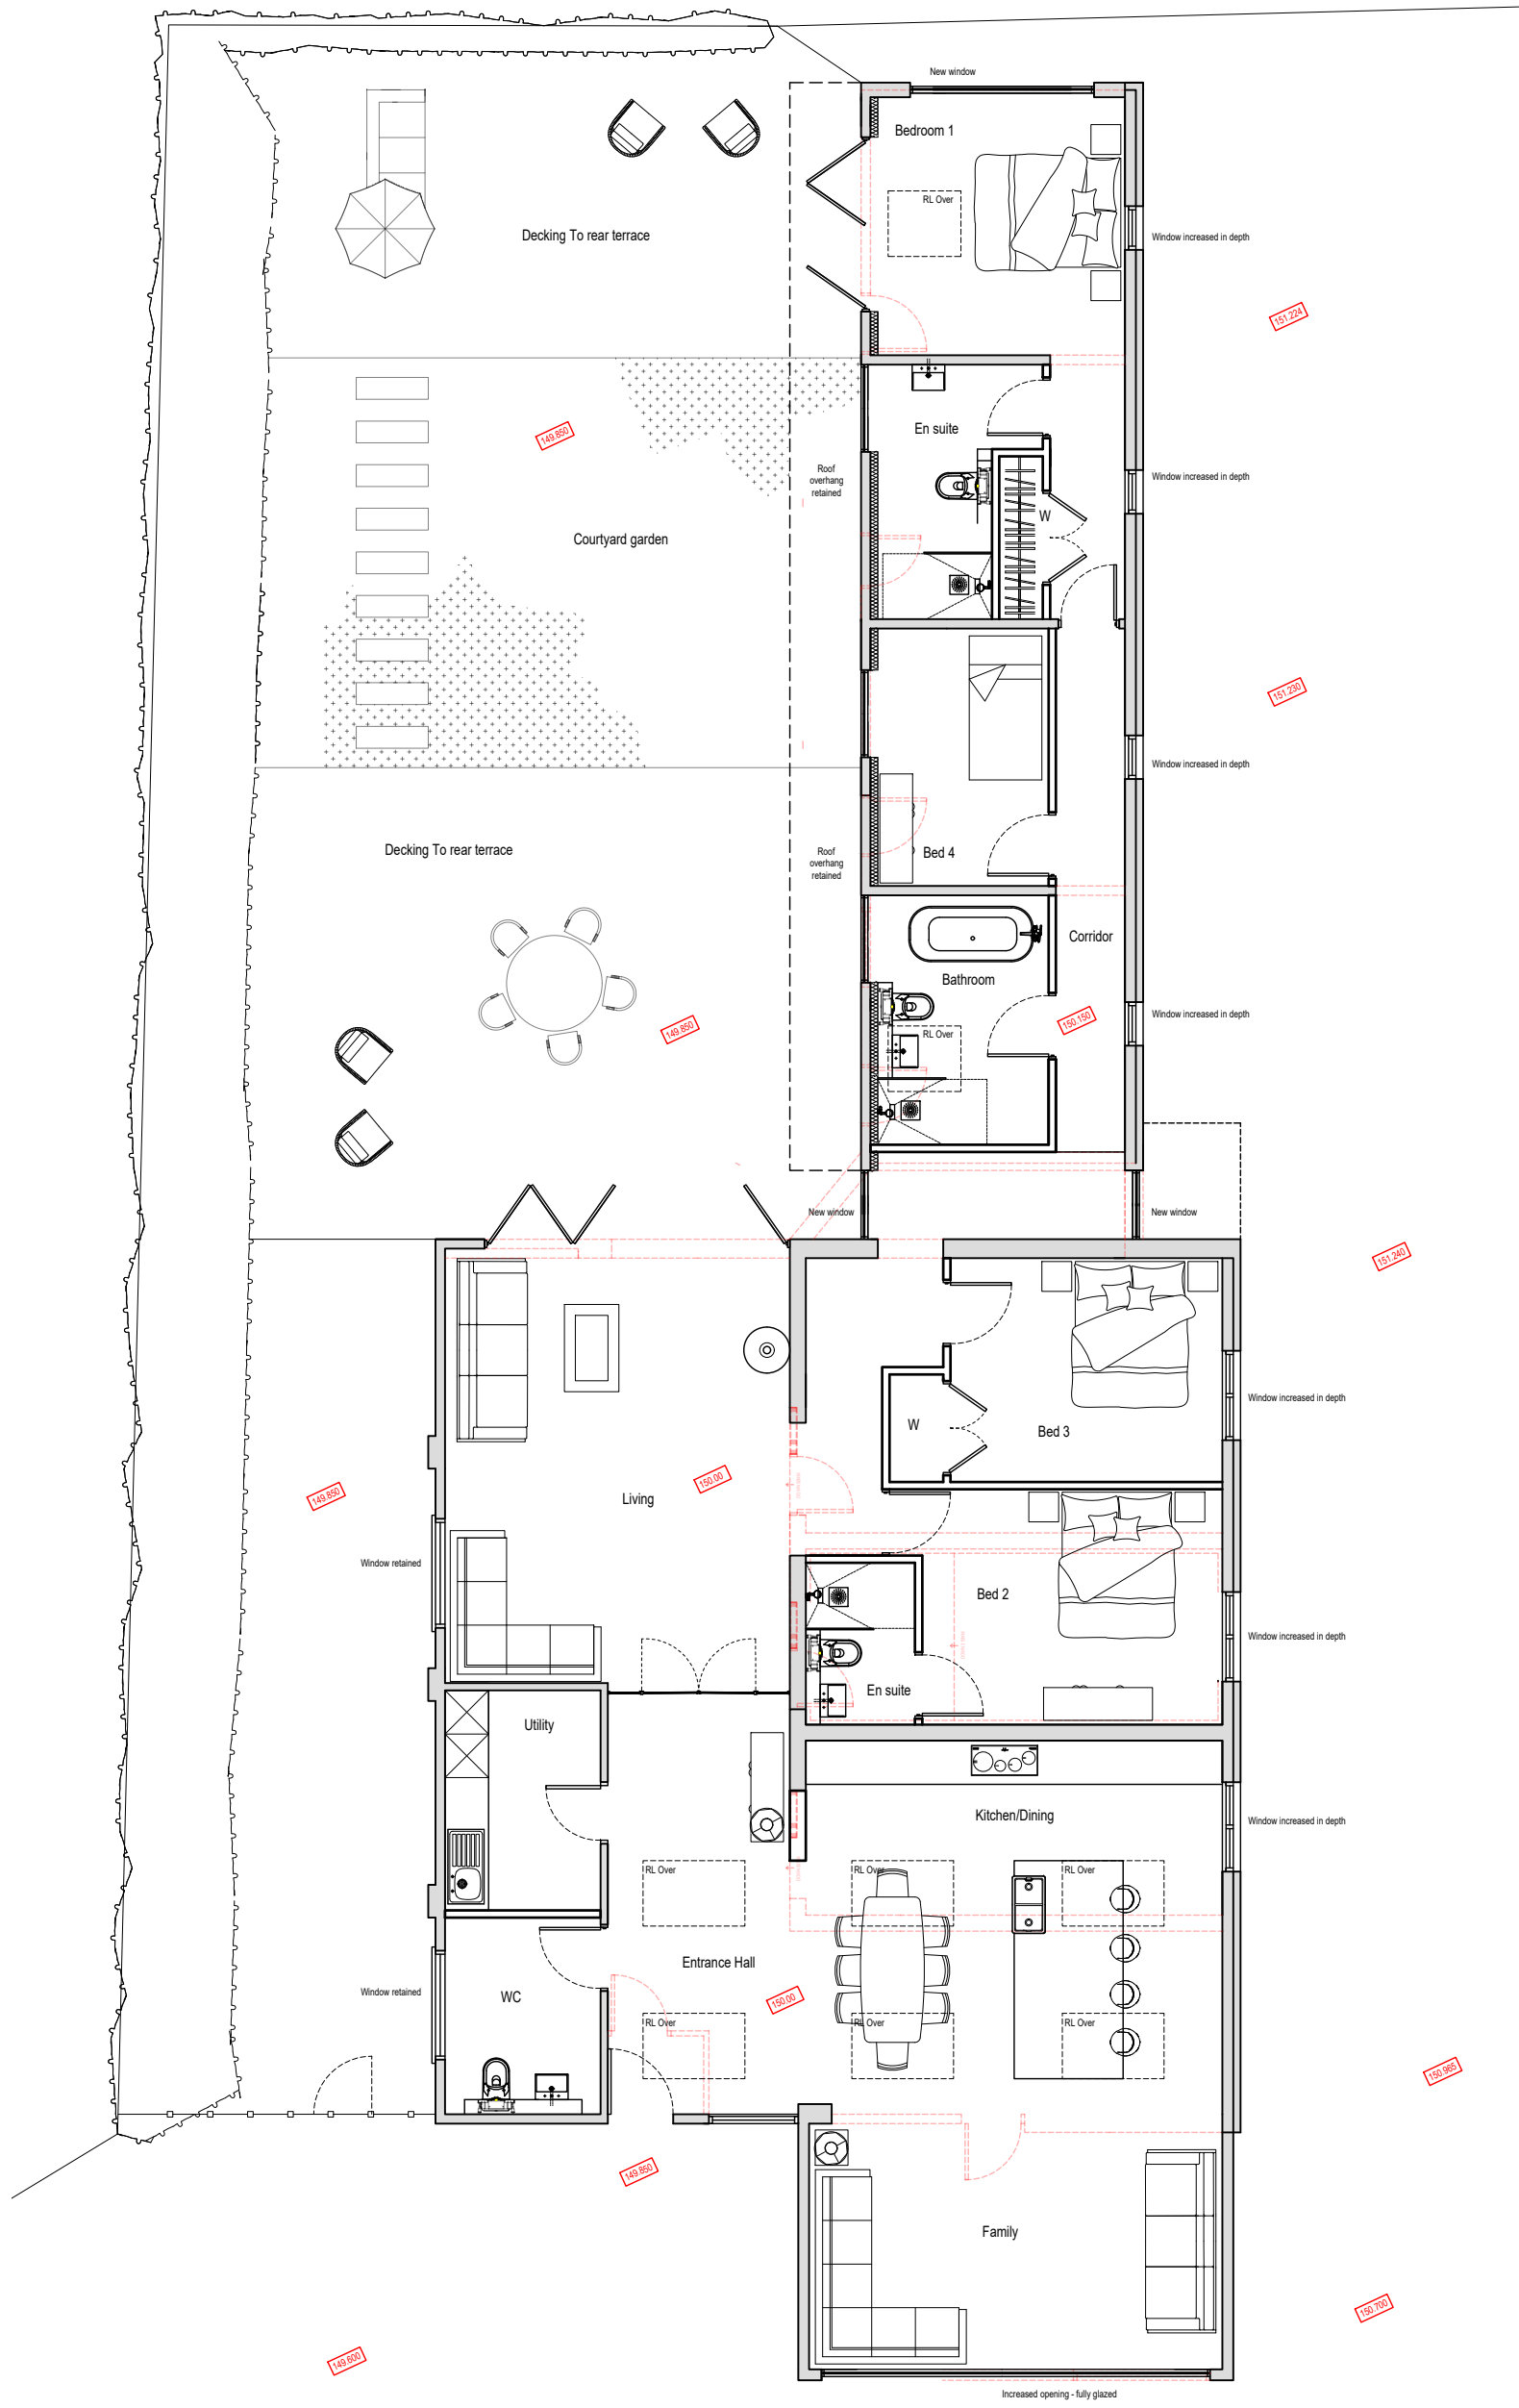 New window
Bedroom 1
RL Over
Decking To rear terrace
Window increased in depth
151.224
En suite
149.850
Roof
overhang
retained
Window increased in depth
W
Courtyard garden
151.230
Window increased in depth
Decking To rear terrace
Roof
overhang
retained
Bed 4
Corridor
Bathroom
Window increased in depth
150.150
149.850
RL Over
New window
New window
151.240
Window increased in depth
W
Bed 3
150.00
149.850
Living
Window retained
Bed 2
Window increased in depth
En suite
Utility
Kitchen/Dining
Window increased in depth
RL Over
RL Over
RL Over
Entrance Hall
Window retained
WC
150.00
RL Over
RL Over
RL Over
150.965
149.850
Family
150.700
149.600
Increased opening - fully glazed